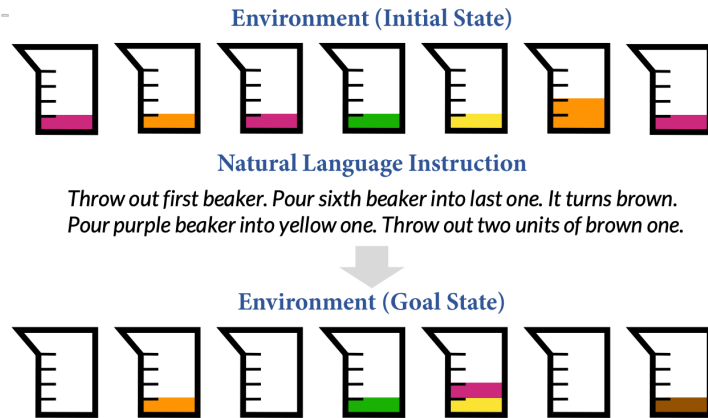 Environment (Initial State)
Natural Language Instruction
Throw out first beaker. Pour sixth beaker into last one. It turns brown.
Pour purple beaker into yellow one. Throw out two units of brown one.
Environment (Goal State)